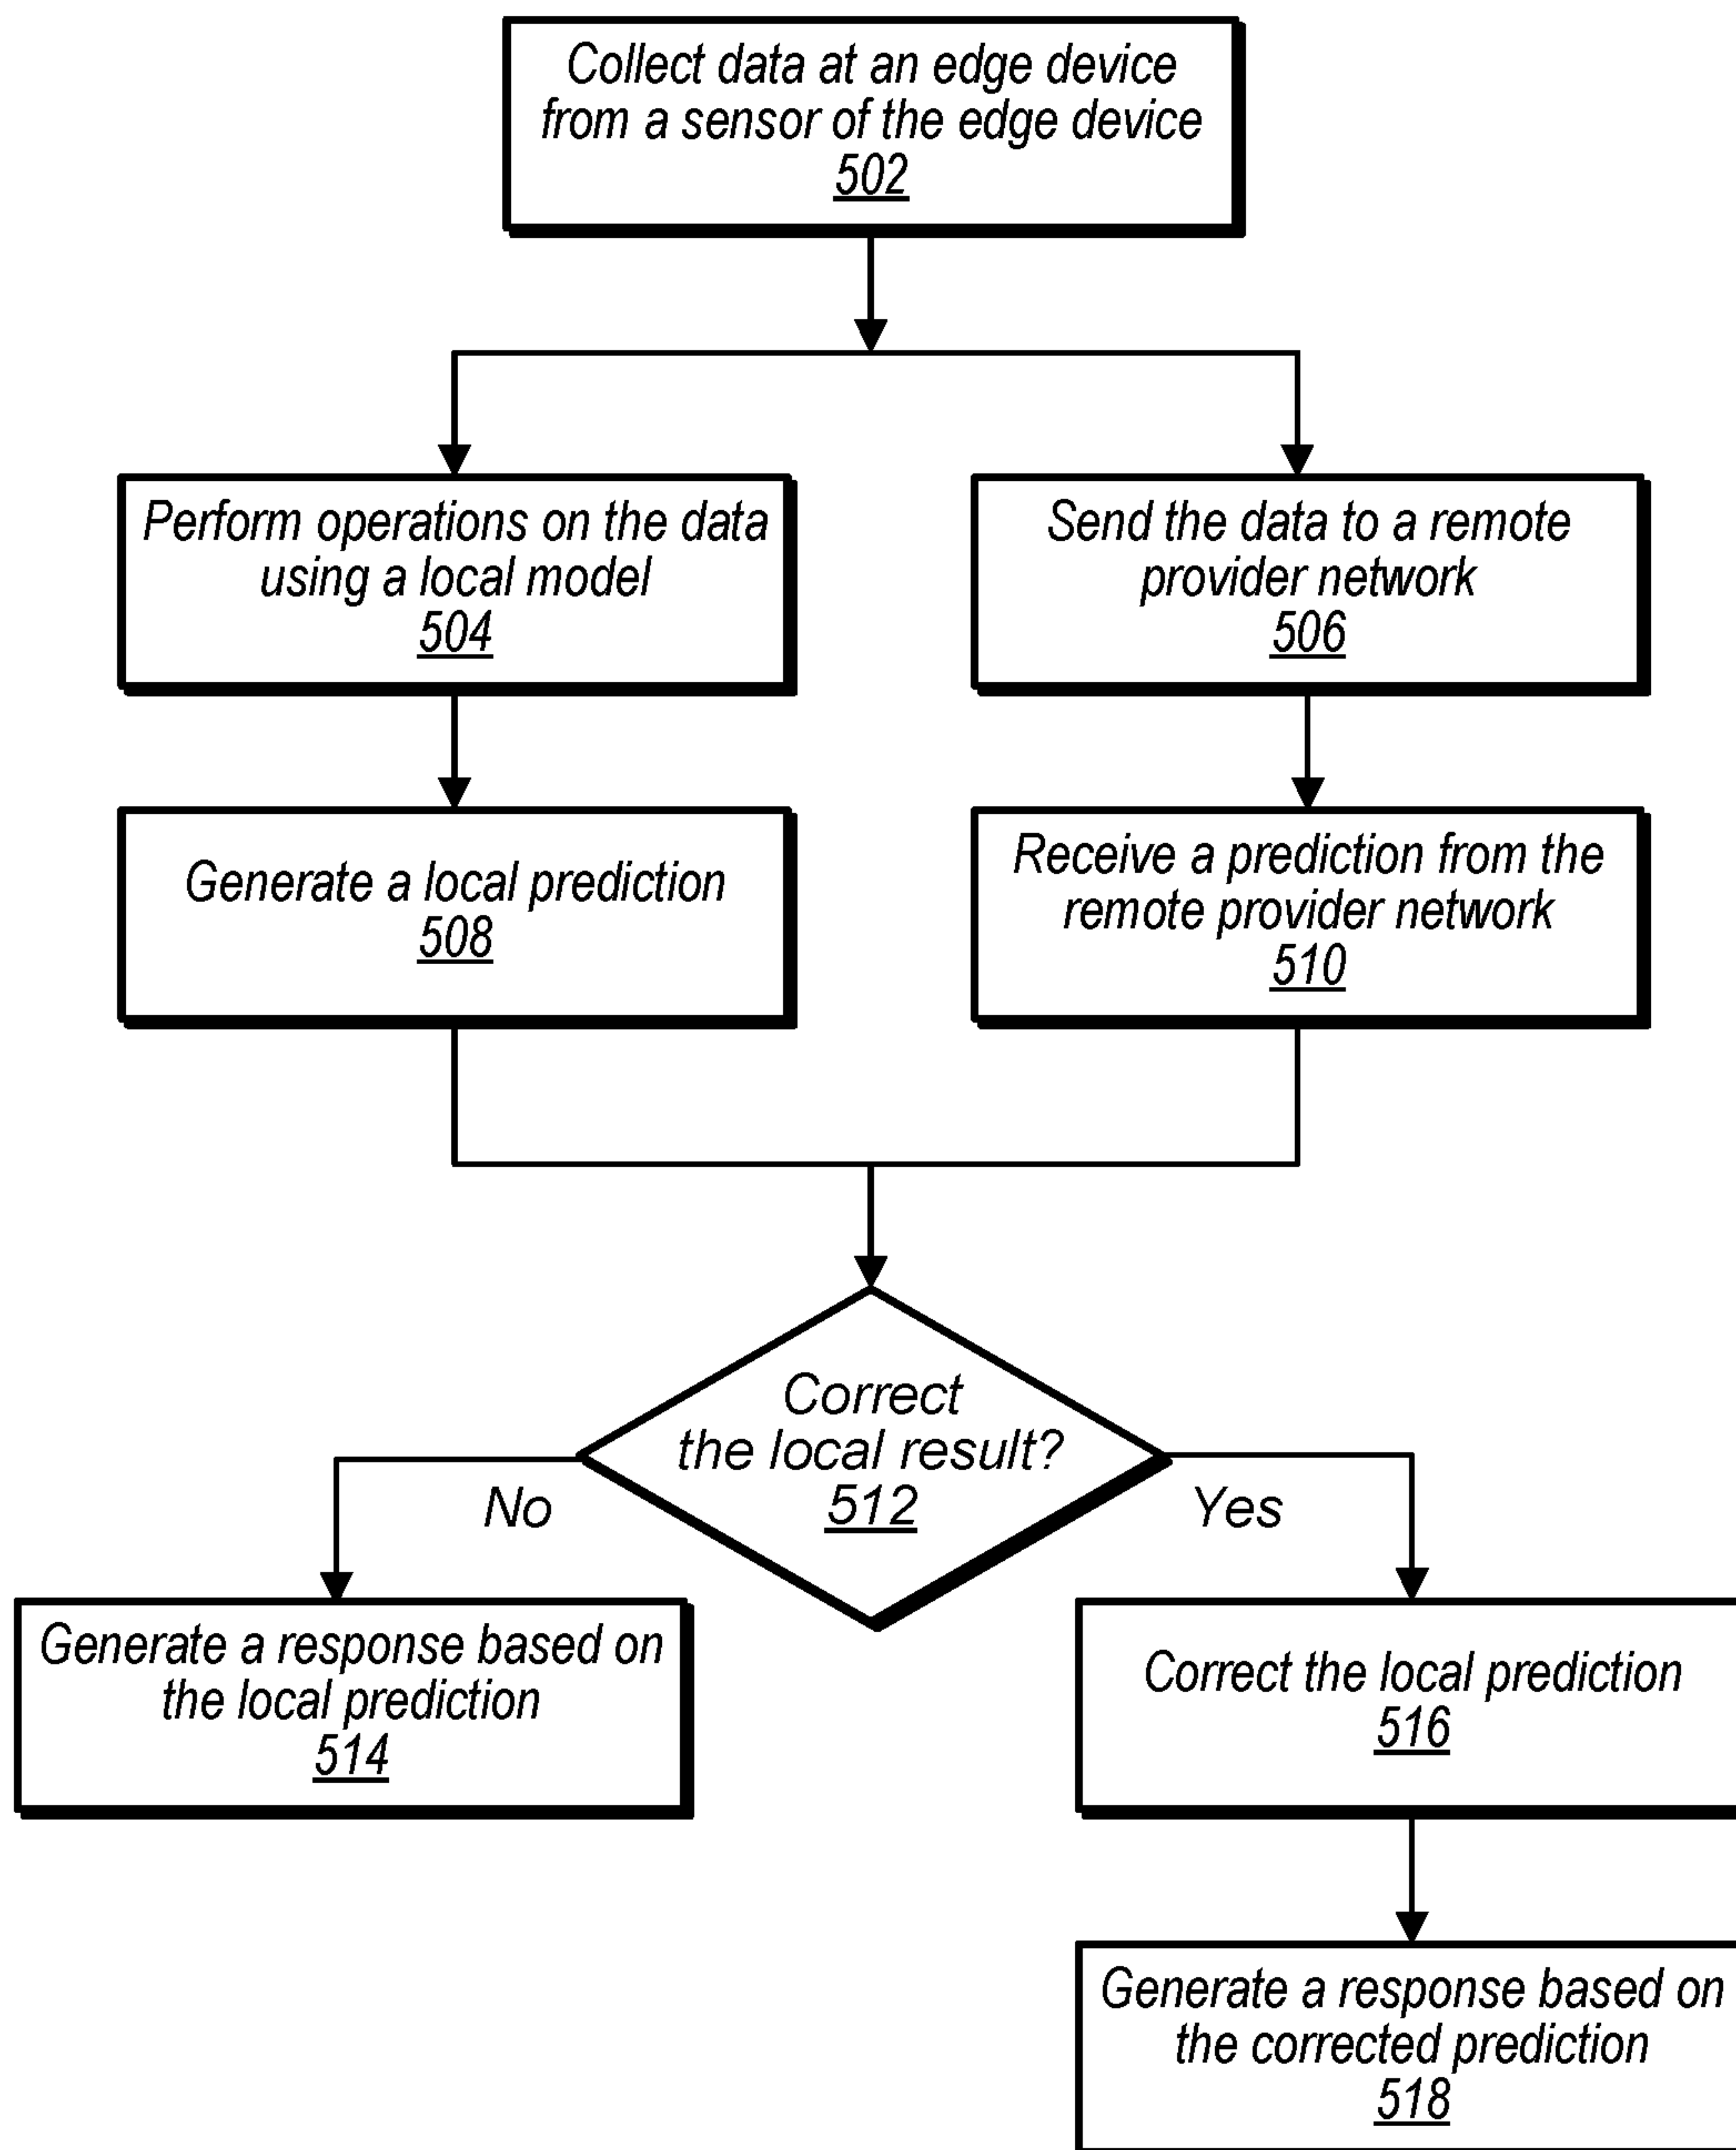 Collect data at an edge device
from a sensor of the edge device
502
Perform operations on the data
using a local model
504
Send the data to a remote
provider network
506
Generate a local prediction
508
Receive a prediction from the
remote provider network
510
Correct
the local result?
512
No
Yes
Generate a response based on
the local prediction
514
Correct the local prediction
516
Generate a response based on
the corrected prediction
518